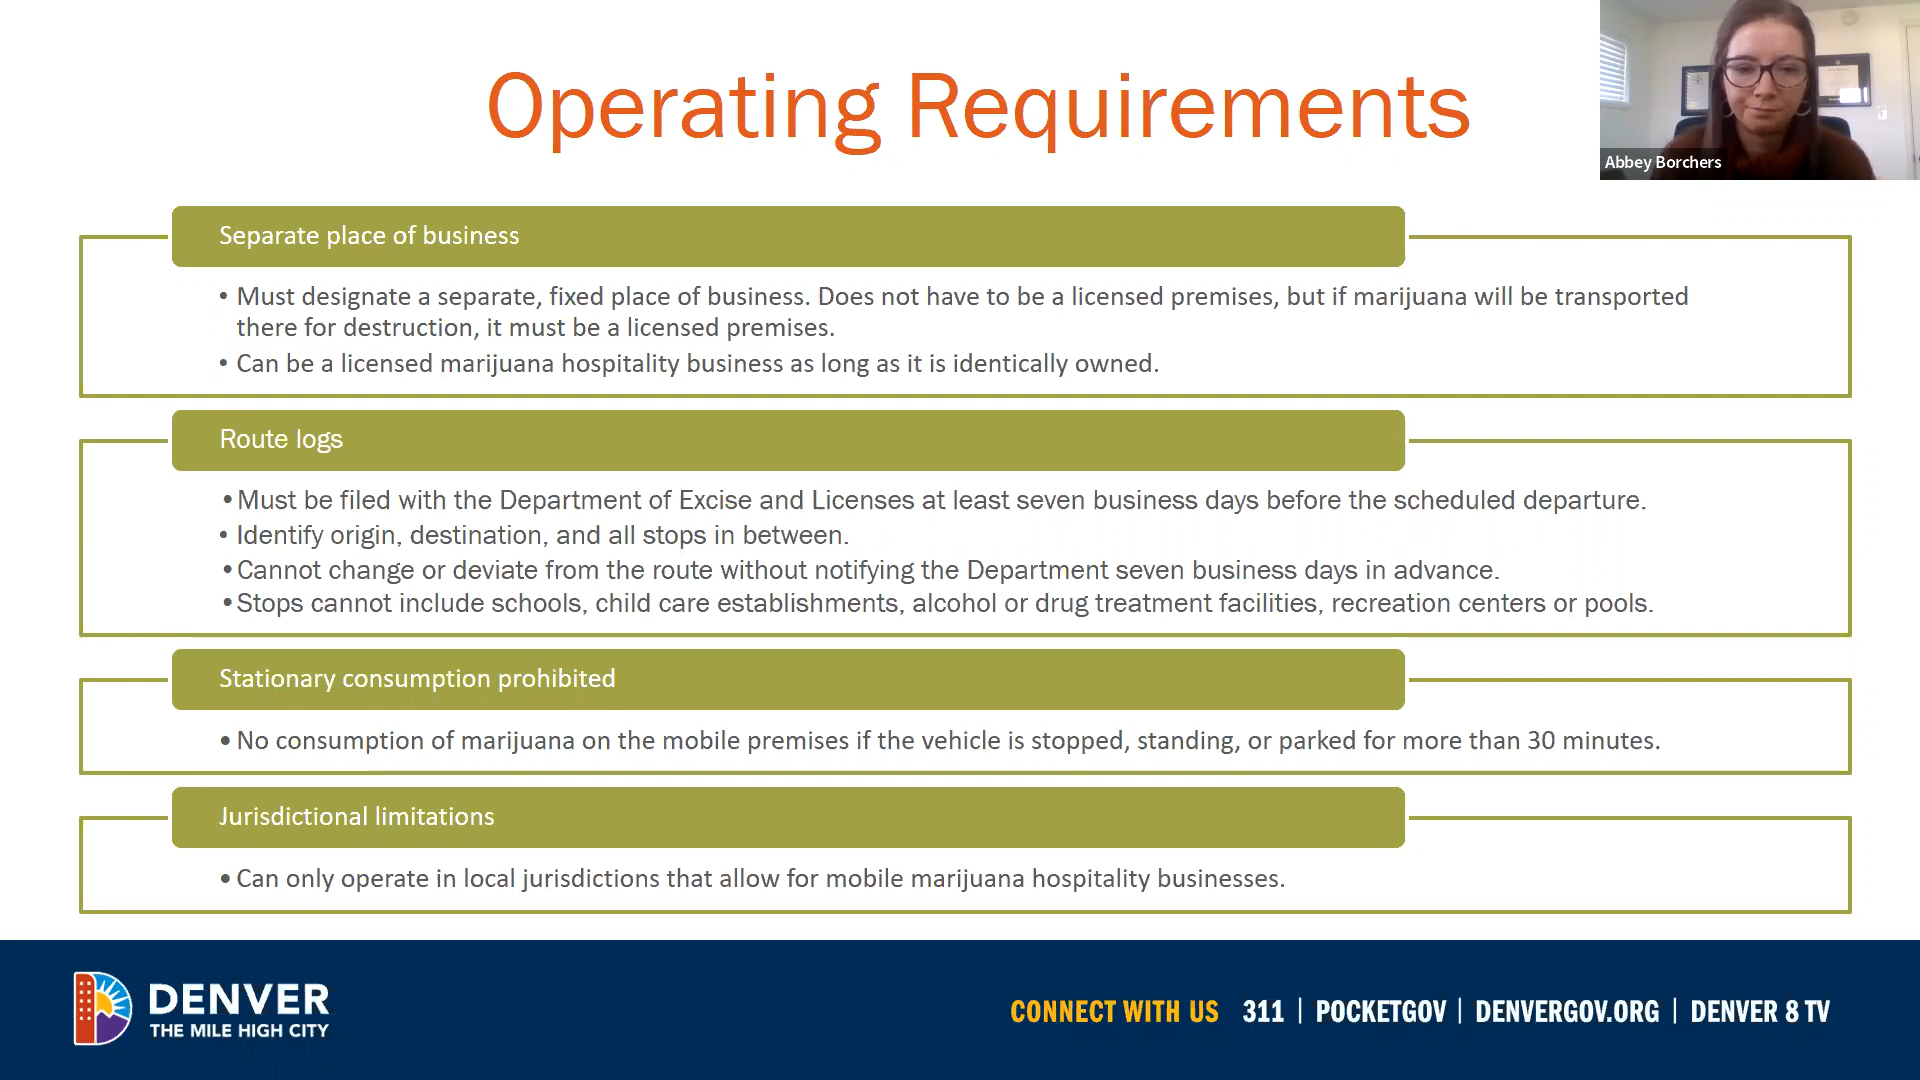 Operating Requirements
Abbey Borchers
Separate place of business
• Must designate a separate, fixed place of business. Does not have to be a licensed premises, but if marijuana will be transported
there for destruction, it must be a licensed premises.
• Can be a licensed marijuana hospitality business as long as it is identically owned.
Route logs
• Must be filed with the Department of Excise and Licenses at least seven business days before the scheduled departure.
• Identify origin, destination, and all stops in between.
• Cannot change or deviate from the route without notifying the Department seven business days in advance.
• Stops cannot include schools, child care establishments, alcohol or drug treatment facilities, recreation centers or pools.
Stationary consumption prohibited
• No consumption of marijuana on the mobile premises if the vehicle is stopped, standing, or parked for more than 30 minutes.
Jurisdictional limitations
• Can only operate in local jurisdictions that allow for mobile marijuana hospitality businesses.
DENVER
THE MILE HIGH CITY
CONNECT WITH US 311 | POCKETGOV | DENVERGOV.ORG | DENVER 8 TV